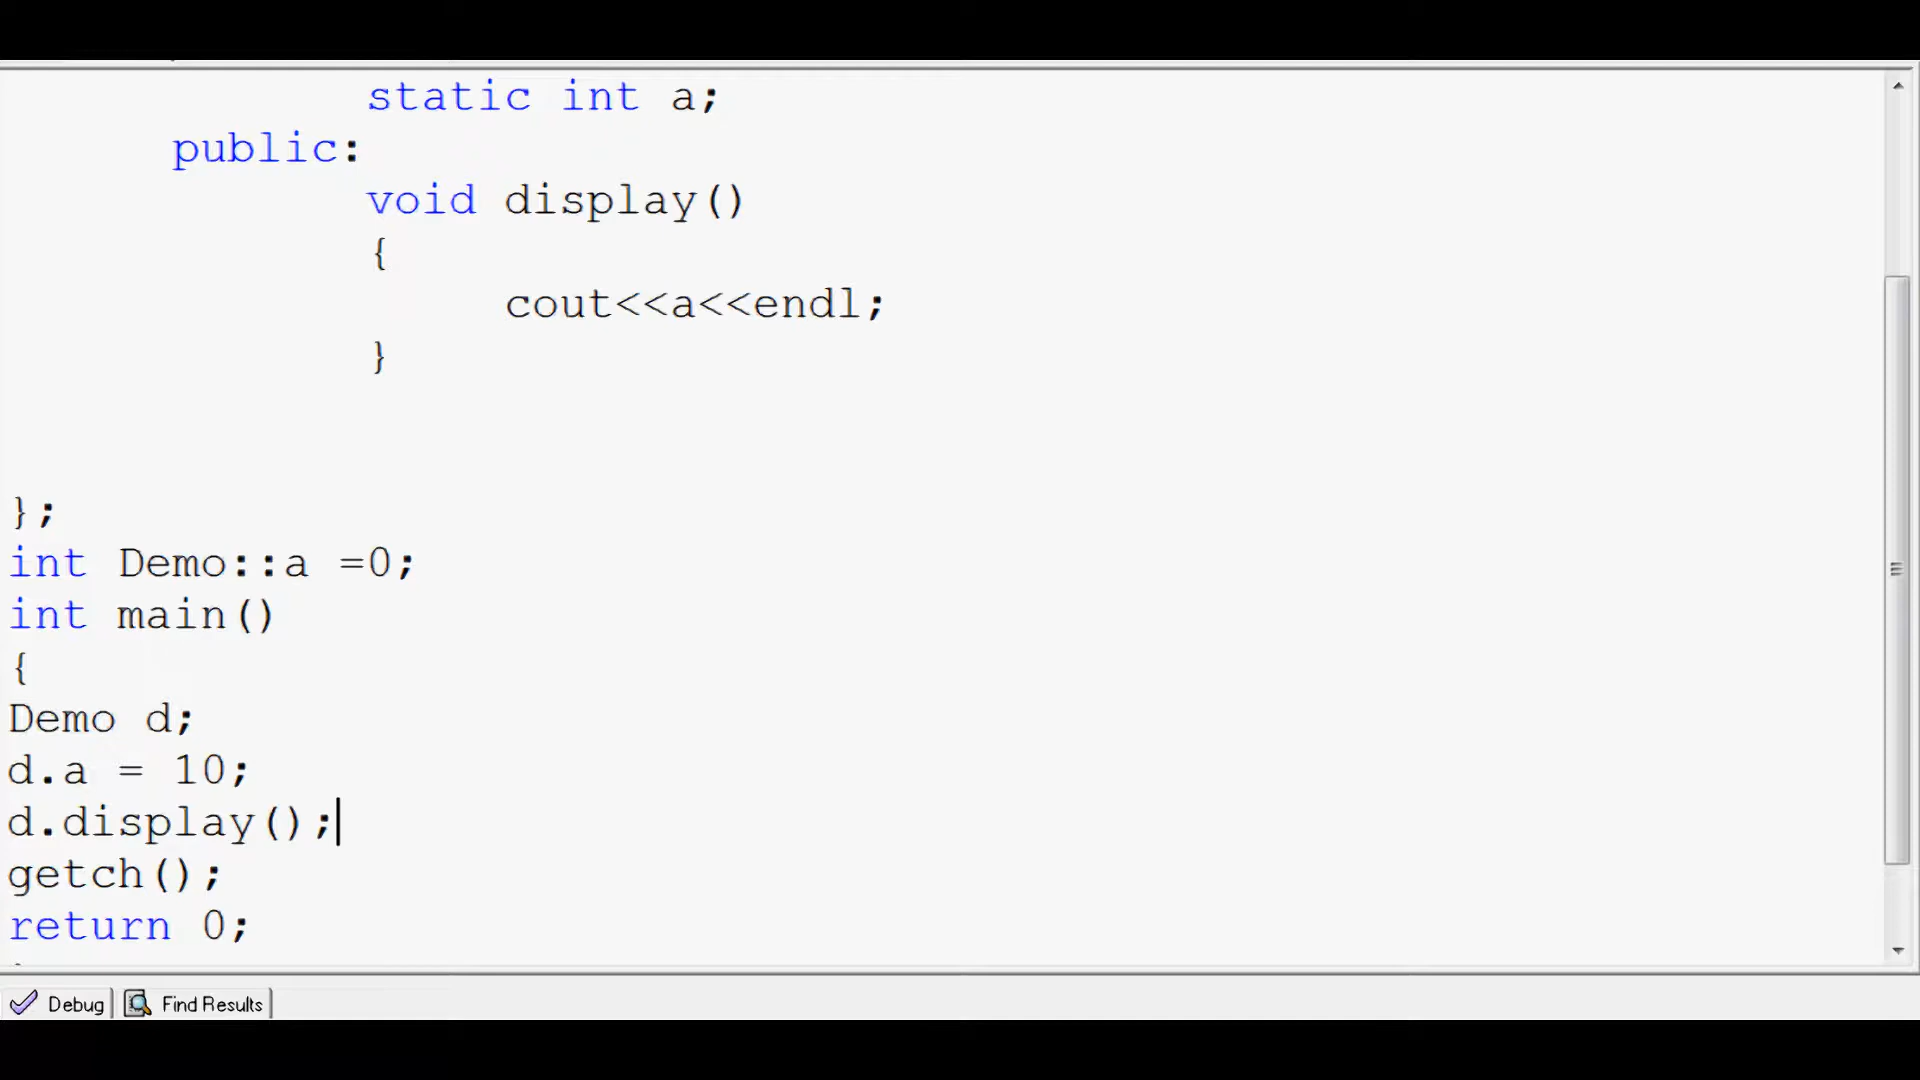 static int a;
public:
void display()
{
cout<<a<<endl;
}
};
int Demo::a =0;
int main()
{
Demo d;
d.a = 10;
d.display();
getch();
return 0;
Debug
Find Results